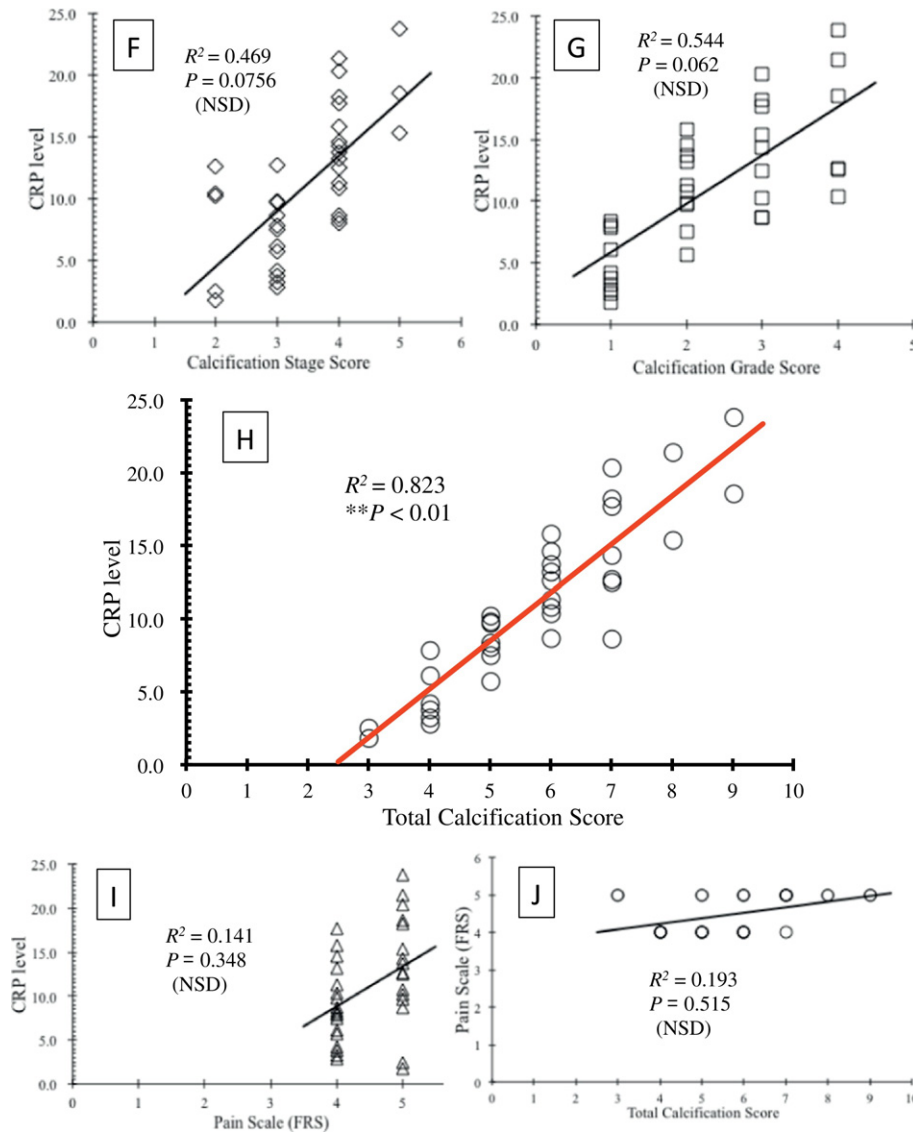 F
R² = 0.469
P = 0.0756
(NSD)
CRP level
25.0
20.0
15.0
10.0
5.0
0.0
0 1 2 3 4 5 6
Calcification Stage Score
G
R² = 0.544
P = 0.062
(NSD)
CRP level
25.0
20.0
15.0
10.0
5.0
0.0
0 1 2 3 4 5
Calcification Grade Score
H
R² = 0.823
**P < 0.01
CRP level
25.0
20.0
15.0
10.0
5.0
0.0
0 1 2 3 4 5 6 7 8 9 10
Total Calcification Score
I
R² = 0.141
P = 0.348
(NSD)
CRP level
25.0
20.0
15.0
10.0
5.0
0.0
0 1 2 3 4 5
Pain Scale (FRS)
J
R² = 0.193
P = 0.515
(NSD)
Pain Scale (FRS)
6
5
4
3
2
1
0
0 1 2 3 4 5 6 7 8 9 10
Total Calcification Score